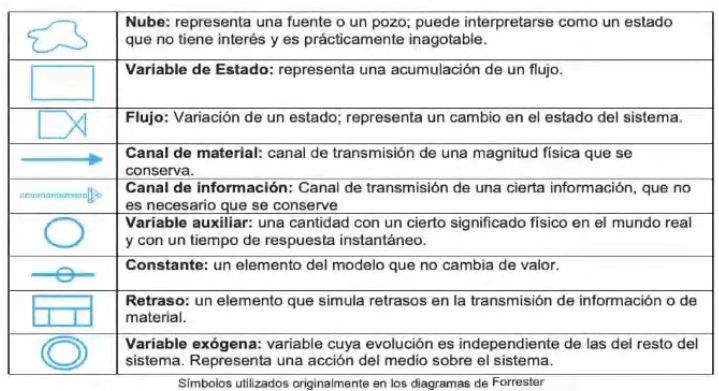 Nube: representa una fuente o un pozo; puede interpretarse como un estado
que no tiene interés y es prácticamente inagotable.
Variable de Estado: representa una acumulación de un flujo.
Flujo: Variación de un estado; representa un cambio en el estado del sistema.
Canal de material: canal de transmisión de una magnitud física que se
conserva.
Canal de información: Canal de transmisión de una cierta información, que no
es necesario que se conserve
Variable auxiliar: una cantidad con un cierto significado físico en el mundo real
y con un tiempo de respuesta instantáneo.
Constante: un elemento del modelo que no cambia de valor.
Retraso: un elemento que simula retrasos en la transmisión de información o de
material.
Variable exógena: variable cuya evolución es independiente de las del resto del
sistema. Representa una acción del medio sobre el sistema.
Símbolos utilizados originalmente en los diagramas de Forrester